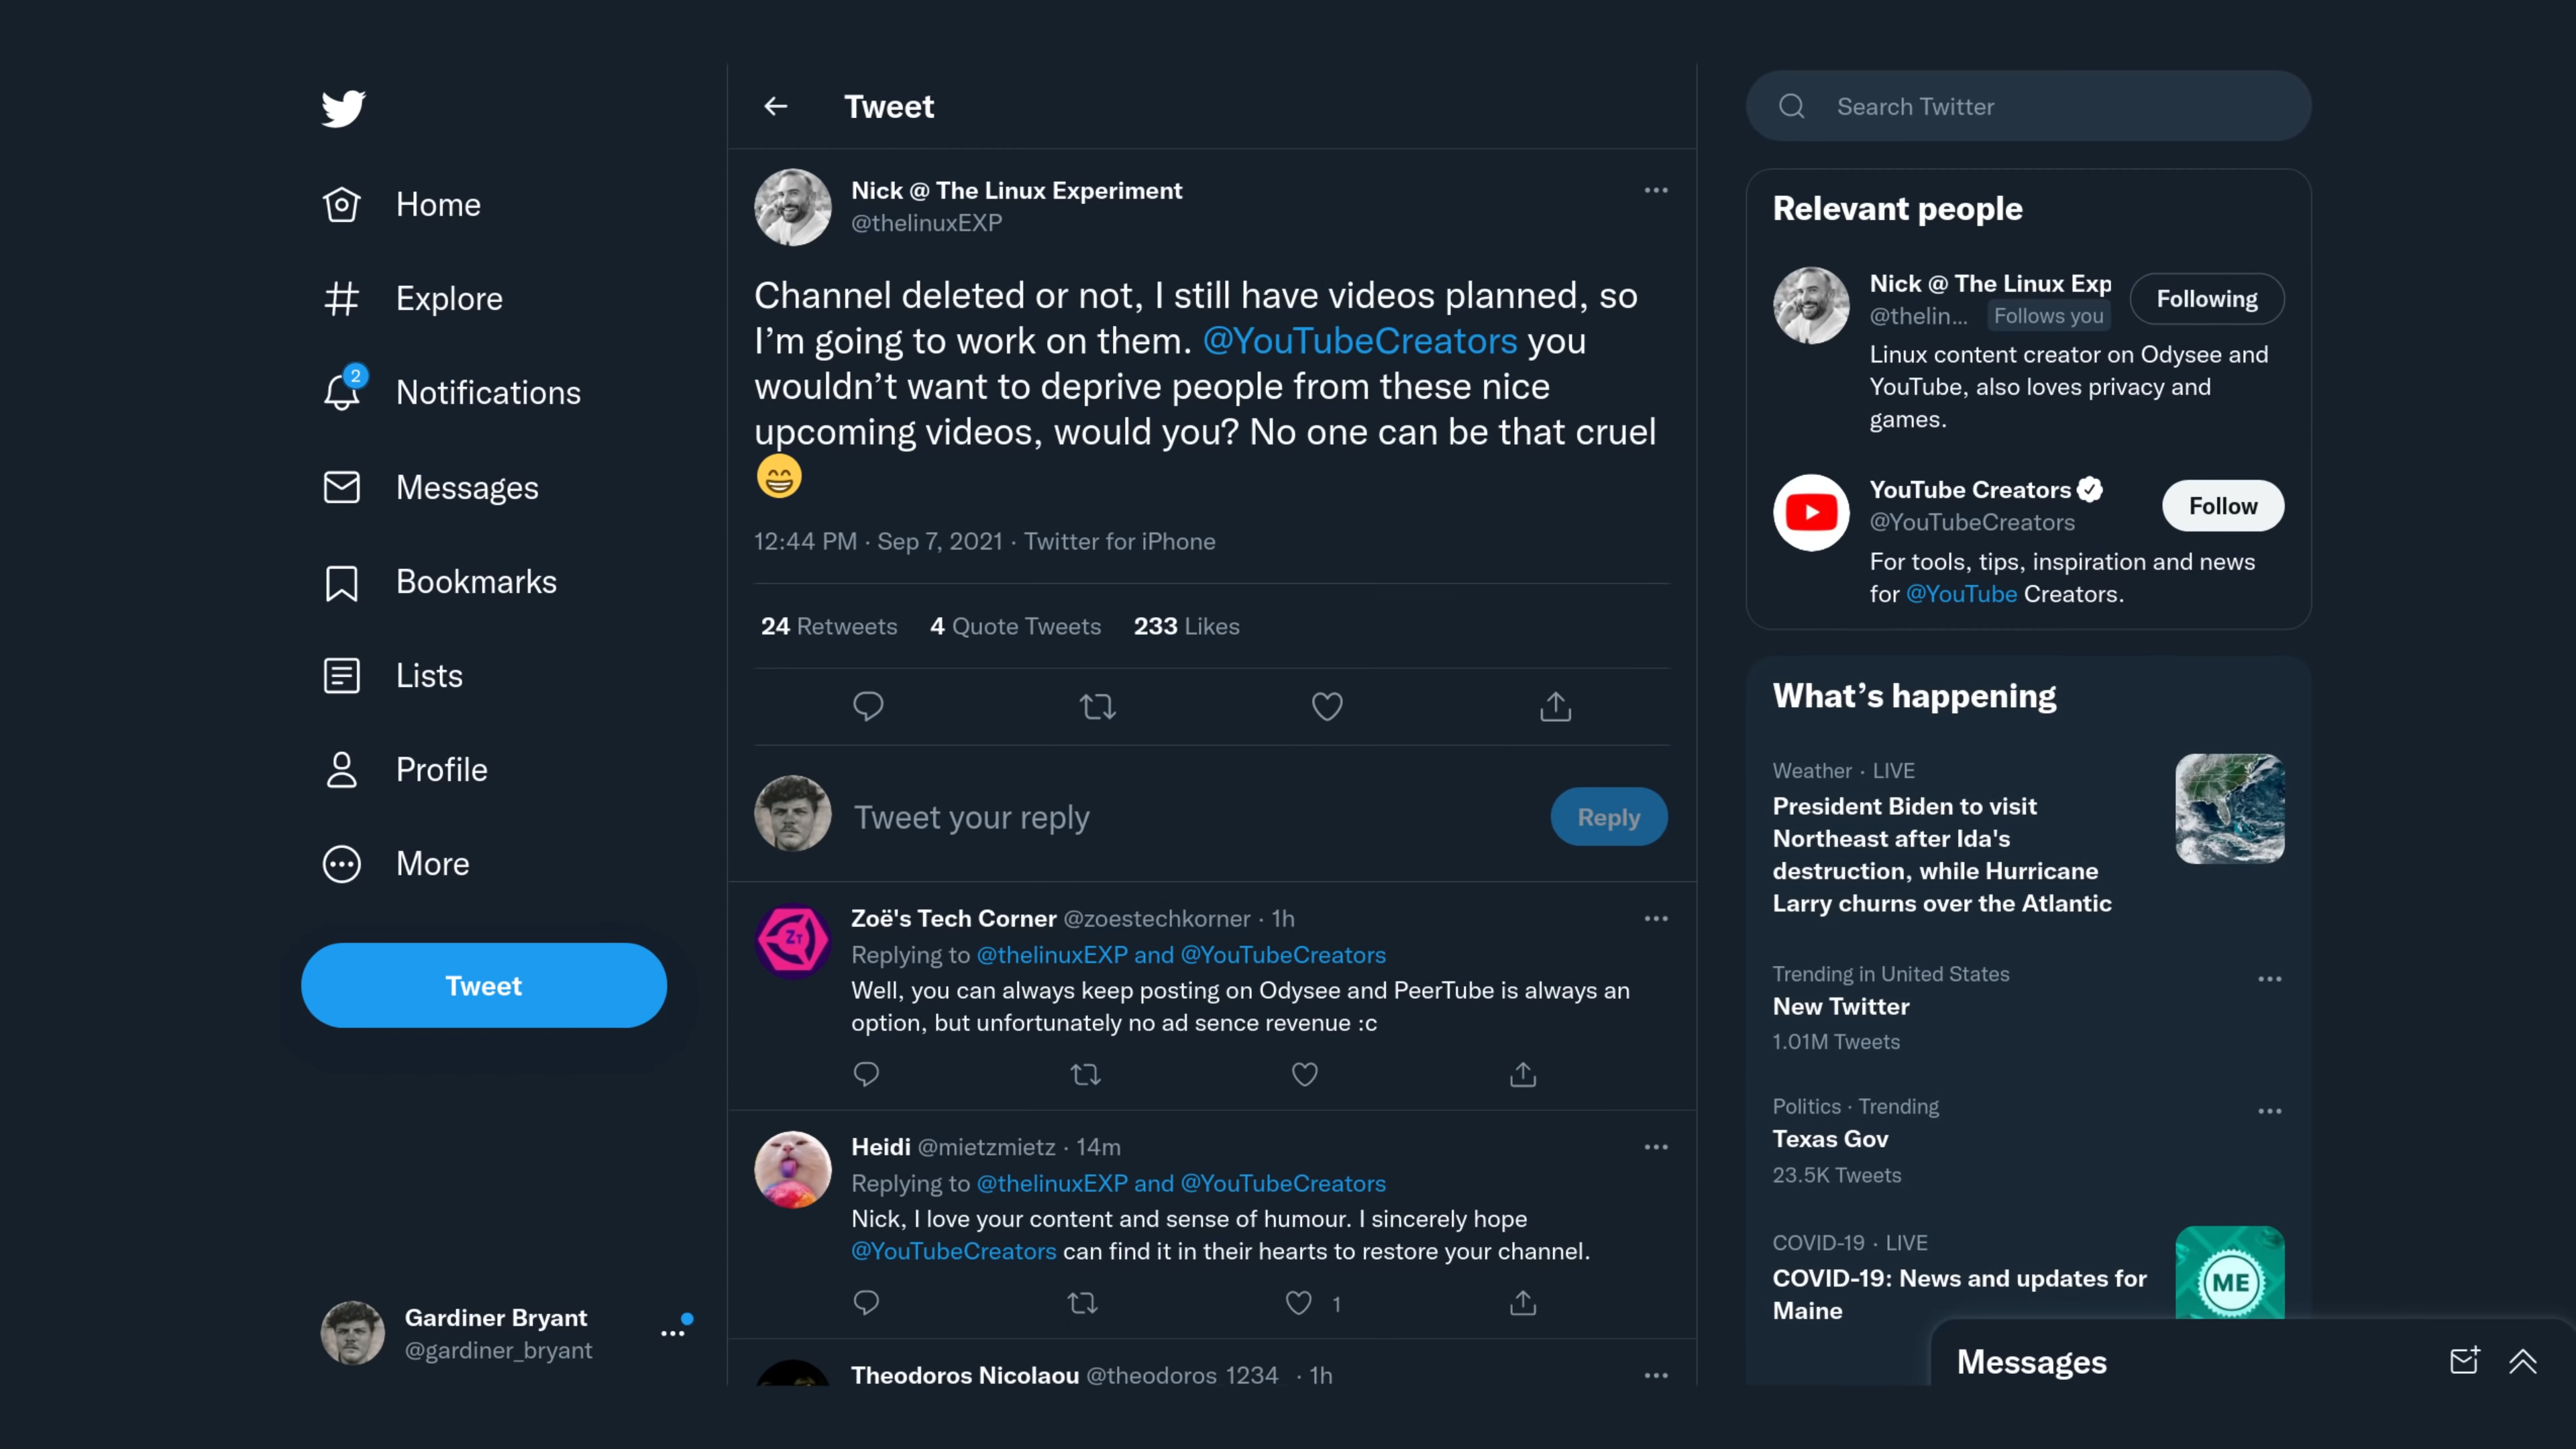 Home
Explore
2
Notifications
Messages
Bookmarks
Lists
Profile
More
Tweet
Gardiner Bryant
@gardiner_bryant
Tweet
Nick @ The Linux Experiment
@thelinuxEXP
Channel deleted or not, I still have videos planned, so
I’m going to work on them. @YouTubeCreators you
wouldn’t want to deprive people from these nice
upcoming videos, would you? No one can be that cruel
😁
12:44 PM · Sep 7, 2021 · Twitter for iPhone
24 Retweets 4 Quote Tweets 233 Likes
Tweet your reply
Reply
Zoë's Tech Corner @zoestechkorner · 1h
Replying to @thelinuxEXP and @YouTubeCreators
Well, you can always keep posting on Odysee and PeerTube is always an
option, but unfortunately no ad sence revenue :c
ZT
Heidi @mietzmietz · 14m
Replying to @thelinuxEXP and @YouTubeCreators
Nick, I love your content and sense of humour. I sincerely hope
@YouTubeCreators can find it in their hearts to restore your channel.
1
Theodoros Nicolaou @theodoros 1234 · 1h
Search Twitter
Relevant people
Nick @ The Linux Exp
@thelin... Follows you
Following
Linux content creator on Odysee and
YouTube, also loves privacy and
games.
YouTube Creators
@YouTubeCreators
Follow
For tools, tips, inspiration and news
for @YouTube Creators.
What’s happening
Weather · LIVE
President Biden to visit
Northeast after Ida's
destruction, while Hurricane
Larry churns over the Atlantic
Trending in United States
New Twitter
1.01M Tweets
Politics · Trending
Texas Gov
23.5K Tweets
COVID-19 · LIVE
COVID-19: News and updates for
Maine
ME
Messages